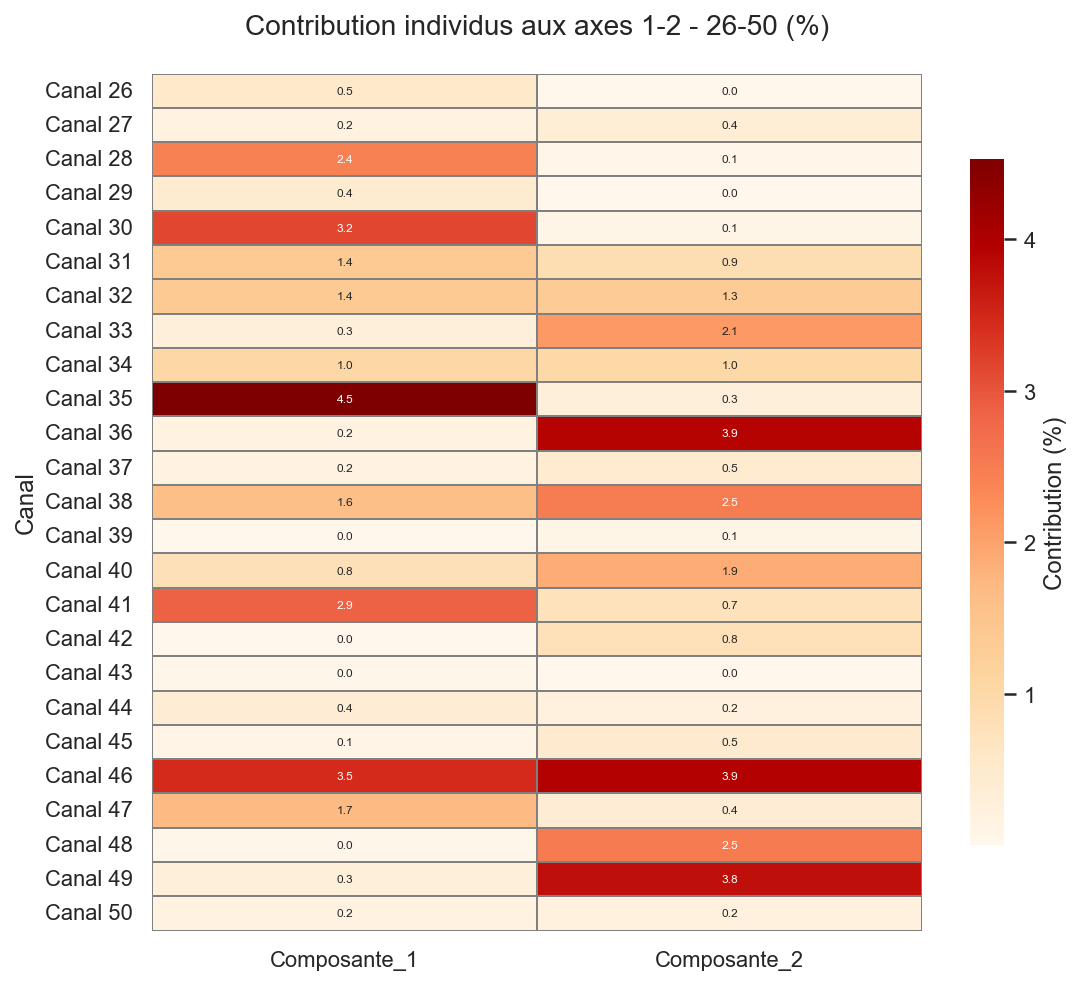 Contribution individus aux axes 1-2 - 26-50 (%)
Canal 26 0.5 0.0
Canal 27 0.2 0.4
Canal 28 2.4 0.1
Canal 29 0.4 0.0
Canal 30 3.2 0.1
Canal 31 1.4 0.9
Canal 32 1.4 1.3
Canal 33 0.3 2.1
Canal 34 1.0 1.0
Canal 35 4.5 0.3
Canal 36 0.2 3.9
Canal 37 0.2 0.5
Canal 38 1.6 2.5
Canal 39 0.0 0.1
Canal 40 0.8 1.9
Canal 41 2.9 0.7
Canal 42 0.0 0.8
Canal 43 0.0 0.0
Canal 44 0.4 0.2
Canal 45 0.1 0.5
Canal 46 3.5 3.9
Canal 47 1.7 0.4
Canal 48 0.0 2.5
Canal 49 0.3 3.8
Canal 50 0.2 0.2
Composante_1 Composante_2
Canal
4
3
2
1
Contribution (%)